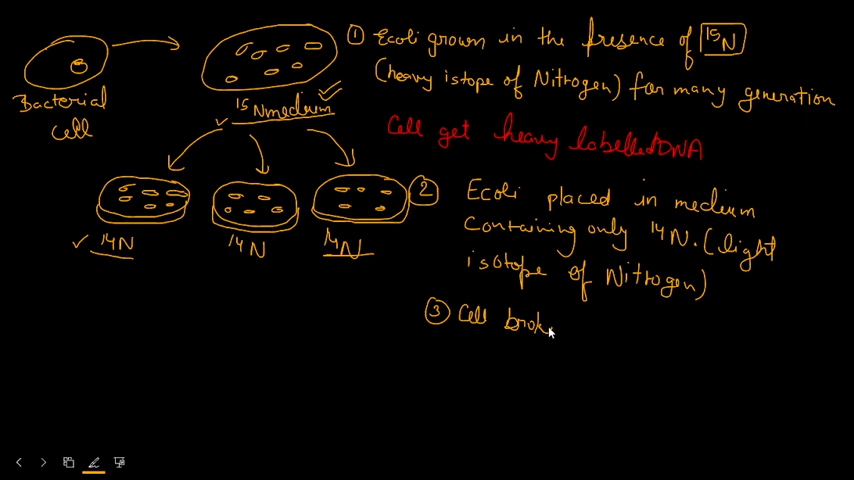 ① Ecoli grown in the presence of 15N
(heavy istope of Nitrogen) for many generation
Bacterial
cell
15 Nmedium
Cell get heavy labelled DNA
② Ecoli placed in medium
Containing only 14N. (light
isotope of Nitrogen)
14N 14N 14N
③ Cell brok